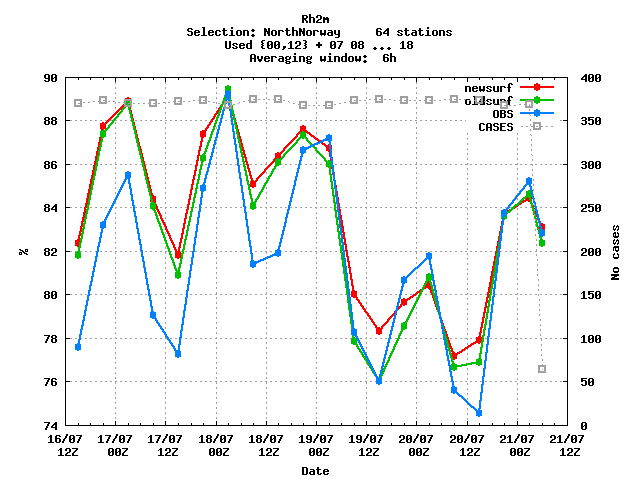 Rh2m
Selection: NorthNorway     64 stations
Used {00,12} + 07 08 ... 18
Averaging window:  6h
newsurf
oldsurf
OBS
CASES
90
88
86
84
82
80
78
76
74
%
400
350
300
250
200
150
100
50
0
No cases
16/07 17/07 17/07 18/07 18/07 19/07 19/07 20/07 20/07 21/07 21/07
12Z 00Z 12Z 00Z 12Z 00Z 12Z 00Z 12Z 00Z 12Z
Date